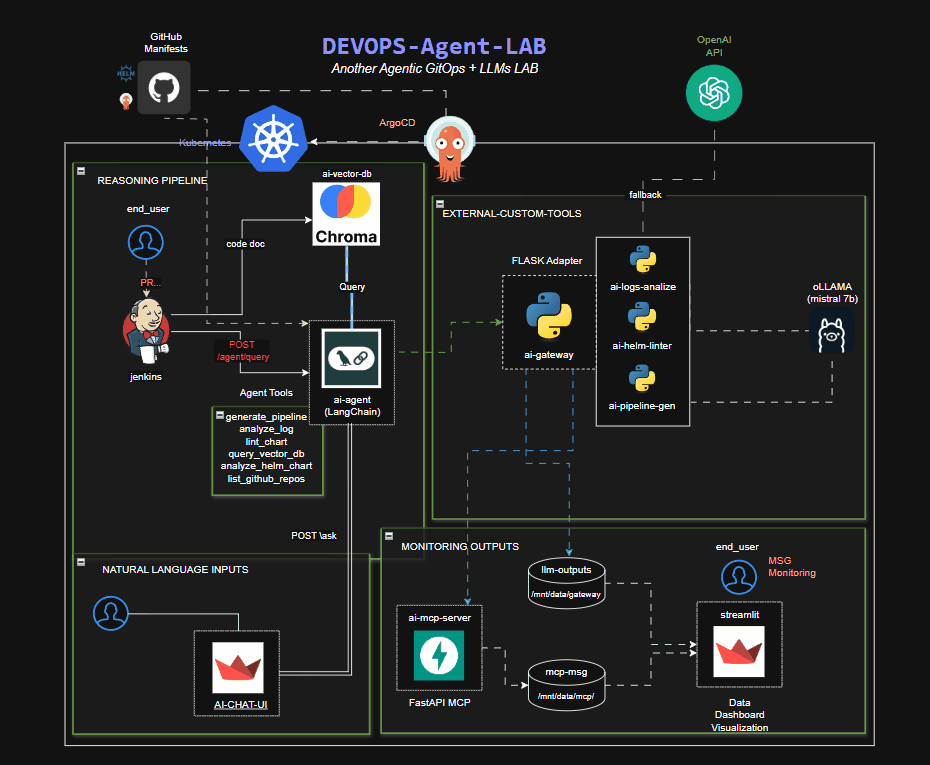 GitHub
Manifests
HELM
DEVOPS-Agent-LAB
Another Agentic GitOps + LLMs LAB
OpenAI
API
ArgoCD
Kubernetes
REASONING PIPELINE
ai-vector-db
Chroma
end_user
code doc
Query
PR...
jenkins
POST
/agent/query
Agent Tools
ai-agent
(LangChain)
generate_pipeline
analyze_log
lint_chart
query_vector_db
analyze_helm_chart
list_github_repos
POST \ask
fallback
EXTERNAL-CUSTOM-TOOLS
FLASK Adapter
ai-gateway
ai-logs-analize
ai-helm-linter
ai-pipeline-gen
oLLAMA
(mistral 7b)
NATURAL LANGUAGE INPUTS
AI-CHAT-UI
MONITORING OUTPUTS
ai-mcp-server
FastAPI MCP
llm-outputs
/mnt/data/gateway
mcp-msg
/mnt/data/mcp/
end_user
MSG
Monitoring
streamlit
Data
Dashboard
Visualization